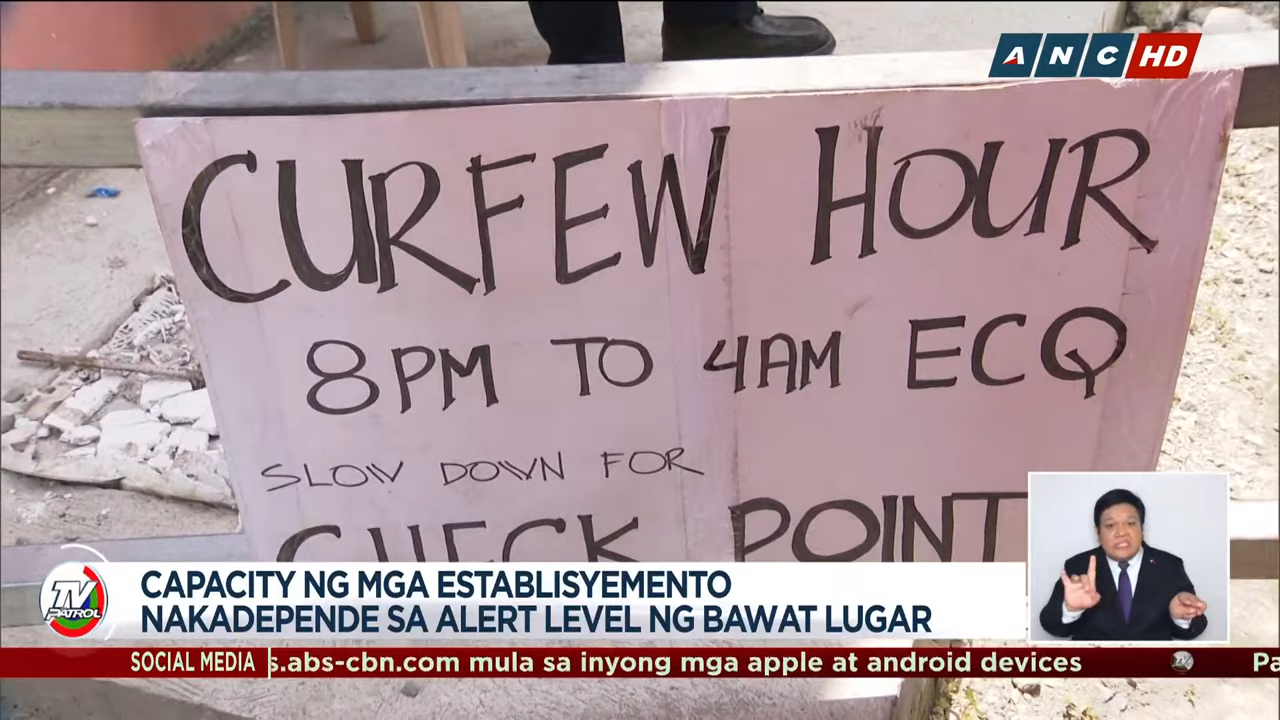 ANC HD
CURFEW HOUR
8PM TO 4AM ECQ
SLOW DOWN FOR
CHECK POINT
TV PATROL
CAPACITY NG MGA ESTABLISYEMENTO
NAKADEPENDE SA ALERT LEVEL NG BAWAT LUGAR
SOCIAL MEDIA s.abs-cbn.com mula sa inyong mga apple at android devices Pa